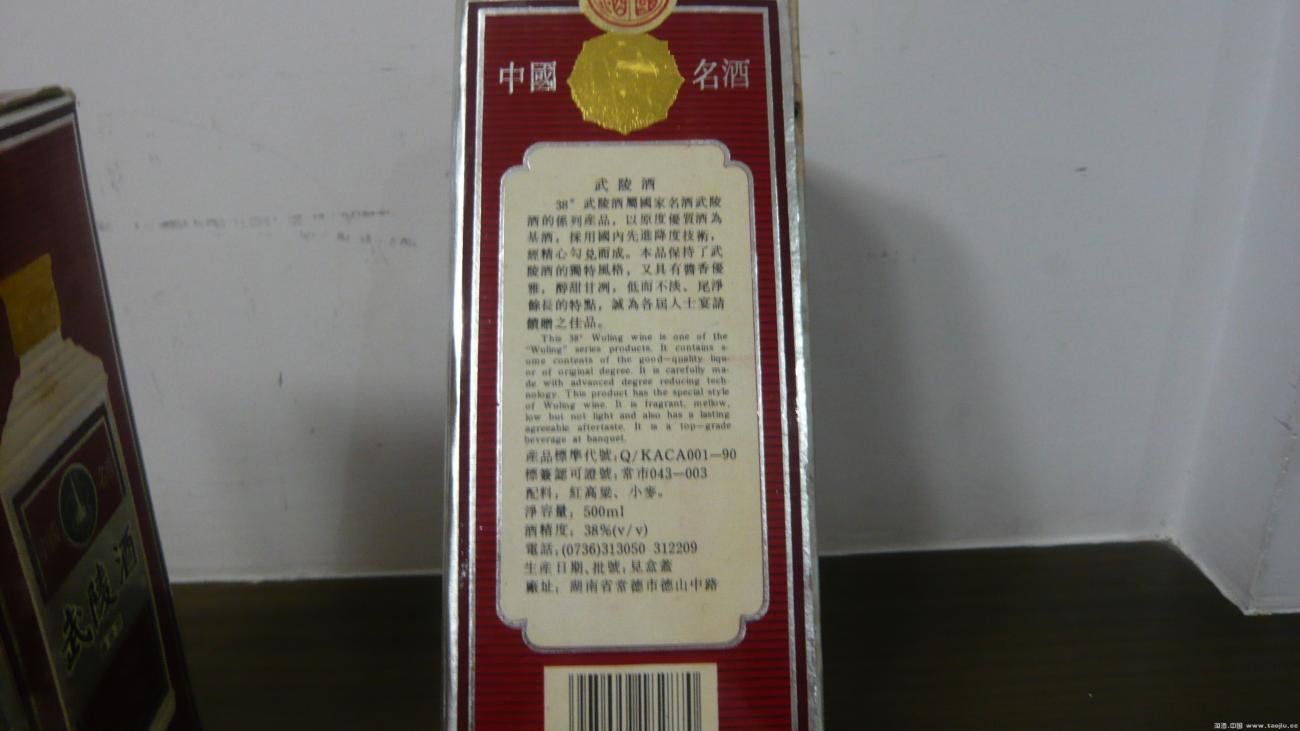 中國 名酒
武陵酒
38° 武陵酒屬國家名酒武陵
酒的係列産品，以原度優質酒為
基酒，採用國內先進降度技術，
經精心勾兑而成。本品保持了武
陵酒的獨特風格，又具有醬香優
雅，醇甜甘洌，低而不淡、尾淨
餘長的特點，誠為各屆人士宴請
饋贈之佳品。
This 38° Wuling wine is one of the
"Wuling" series products. It contains s-
ome contents of the good-quality liqu-
or of original degree. It is carefully ma-
de with advanced degree reducing tech-
nology. This product has the special style
of Wuling wine. It is fragrant, mellow,
low but not light and also has a lasting
agreeable aftertaste. It is a top-grade
beverage at banquet.
産品標準代號：Q/KACA001—90
標簽認可證號：常市043—003
配料：紅高粱、小麥。
淨容量：500ml
酒精度：38%(v/v)
電話：(0736)313050 312209
生産日期、批號：見盒蓋
廠址：湖南省常德市德山中路
武陵酒
淘酒.中国 www.taojiu.cc